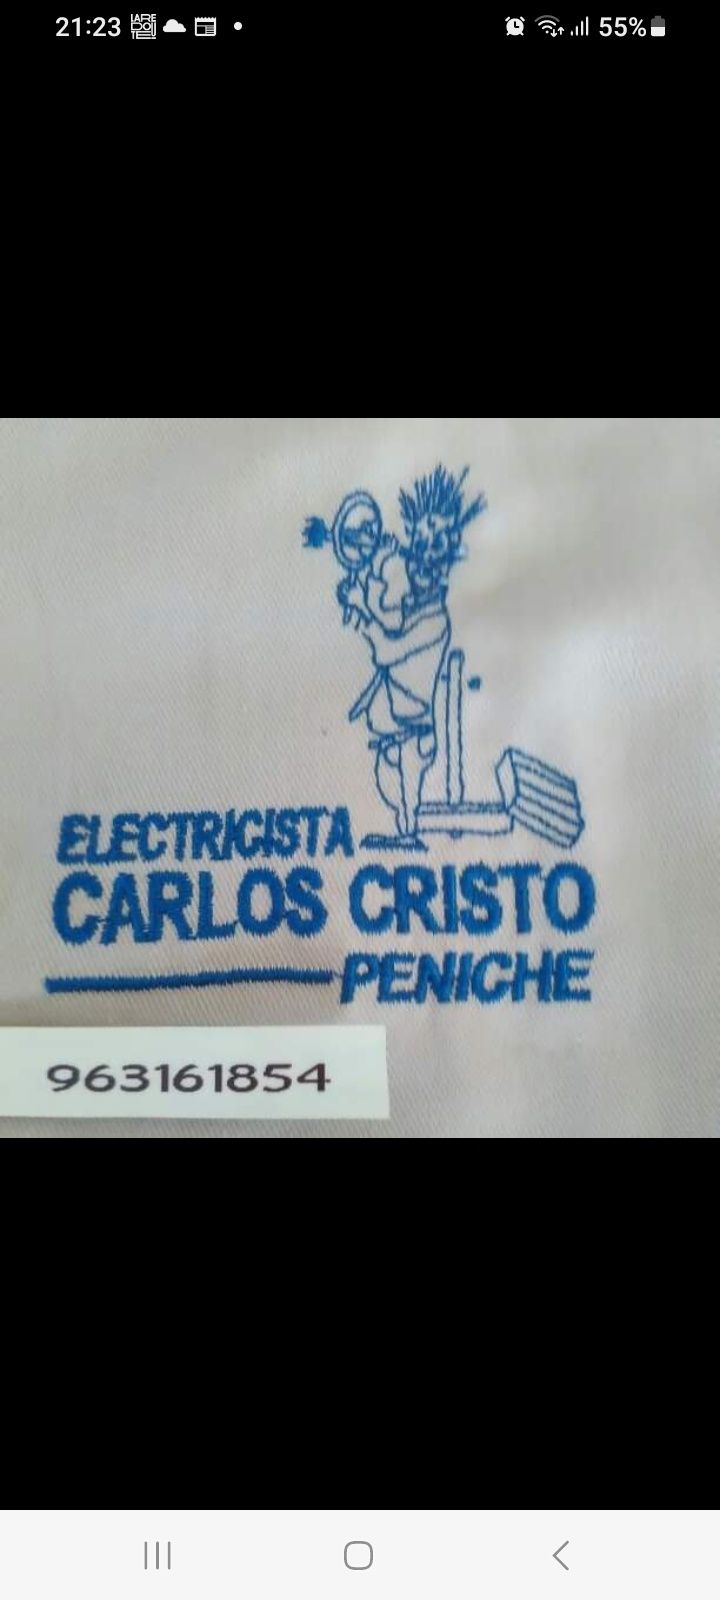 21:23
55%
ELECTRICISTA
CARLOS CRISTO
PENICHE
963161854